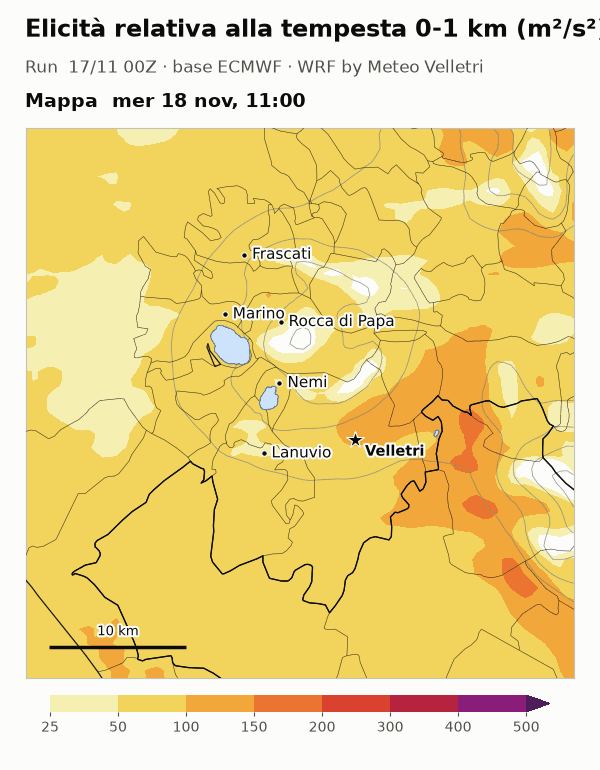 Elicità relativa alla tempesta 0-1 km (m²/s²)
Run  17/11 00Z · base ECMWF · WRF by Meteo Velletri
Mappa  mer 18 nov, 11:00
Frascati
Marino
Rocca di Papa
Nemi
Velletri
Lanuvio
10 km
25 50 100 150 200 300 400 500